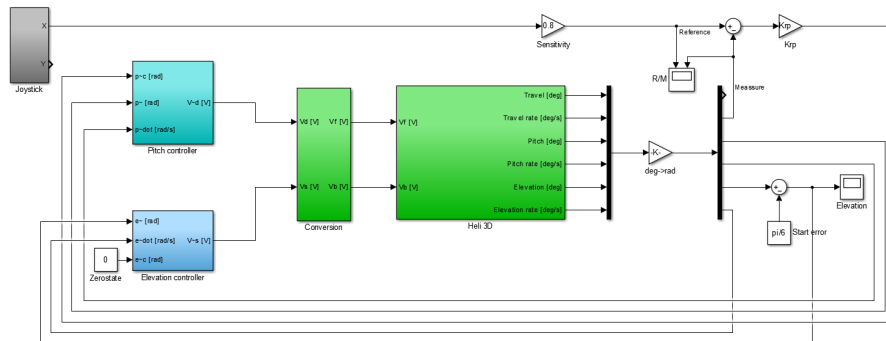 X
Y
Joystick
0.8
Sensitivity
Reference
+
−
Krp
Krp
R/M
Meassure
p~c [rad]
p~ [rad]
p~dot [rad/s]
V~d [V]
Pitch controller
Vd [V]
Vs [V]
Vf [V]
Vb [V]
Conversion
Vf [V]
Vb [V]
Travel [deg]
Travel rate [deg/s]
Pitch [deg]
Pitch rate [deg/s]
Elevation [deg]
Elevation rate [deg/s]
Heli 3D
-K-
deg->rad
+
−
pi/6
Start error
Elevation
e~ [rad]
e~dot [rad/s]
e~c [rad]
V~s [V]
Elevation controller
0
Zerostate